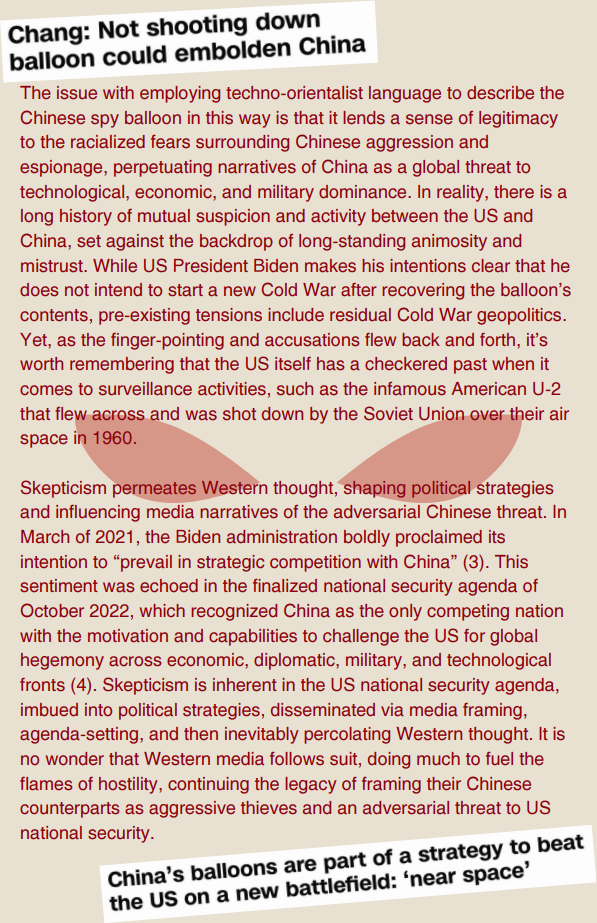 Chang: Not shooting down
balloon could embolden China
The issue with employing techno-orientalist language to describe the
Chinese spy balloon in this way is that it lends a sense of legitimacy
to the racialized fears surrounding Chinese aggression and
espionage, perpetuating narratives of China as a global threat to
technological, economic, and military dominance. In reality, there is a
long history of mutual suspicion and activity between the US and
China, set against the backdrop of long-standing animosity and
mistrust. While US President Biden makes his intentions clear that he
does not intend to start a new Cold War after recovering the balloon’s
contents, pre-existing tensions include residual Cold War geopolitics.
Yet, as the finger-pointing and accusations flew back and forth, it’s
worth remembering that the US itself has a checkered past when it
comes to surveillance activities, such as the infamous American U-2
that flew across and was shot down by the Soviet Union over their air
space in 1960.
Skepticism permeates Western thought, shaping political strategies
and influencing media narratives of the adversarial Chinese threat. In
March of 2021, the Biden administration boldly proclaimed its
intention to “prevail in strategic competition with China” (3). This
sentiment was echoed in the finalized national security agenda of
October 2022, which recognized China as the only competing nation
with the motivation and capabilities to challenge the US for global
hegemony across economic, diplomatic, military, and technological
fronts (4). Skepticism is inherent in the US national security agenda,
imbued into political strategies, disseminated via media framing,
agenda-setting, and then inevitably percolating Western thought. It is
no wonder that Western media follows suit, doing much to fuel the
flames of hostility, continuing the legacy of framing their Chinese
counterparts as aggressive thieves and an adversarial threat to US
national security.
China’s balloons are part of a strategy to beat
the US on a new battlefield: ‘near space’